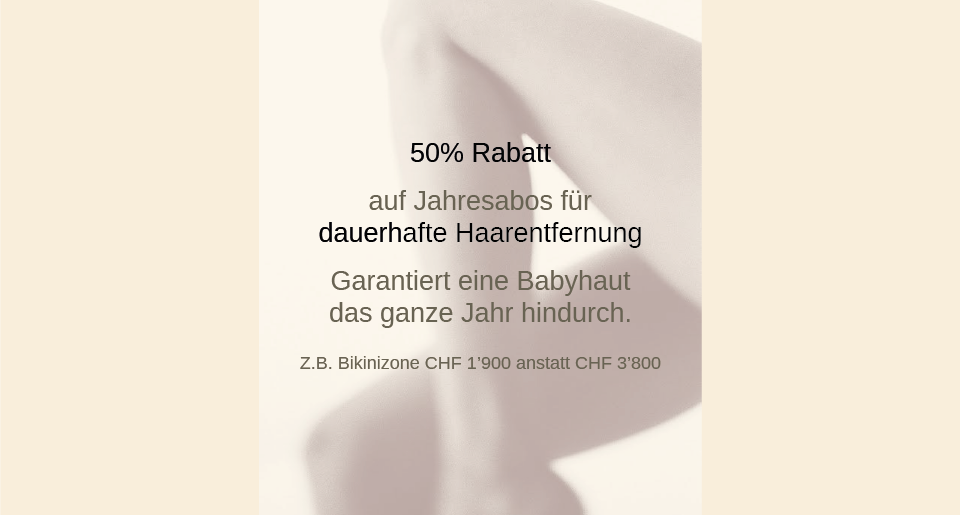 50% Rabatt
auf Jahresabos für
dauerhafte Haarentfernung
Garantiert eine Babyhaut
das ganze Jahr hindurch.
Z.B. Bikinizone CHF 1’900 anstatt CHF 3’800